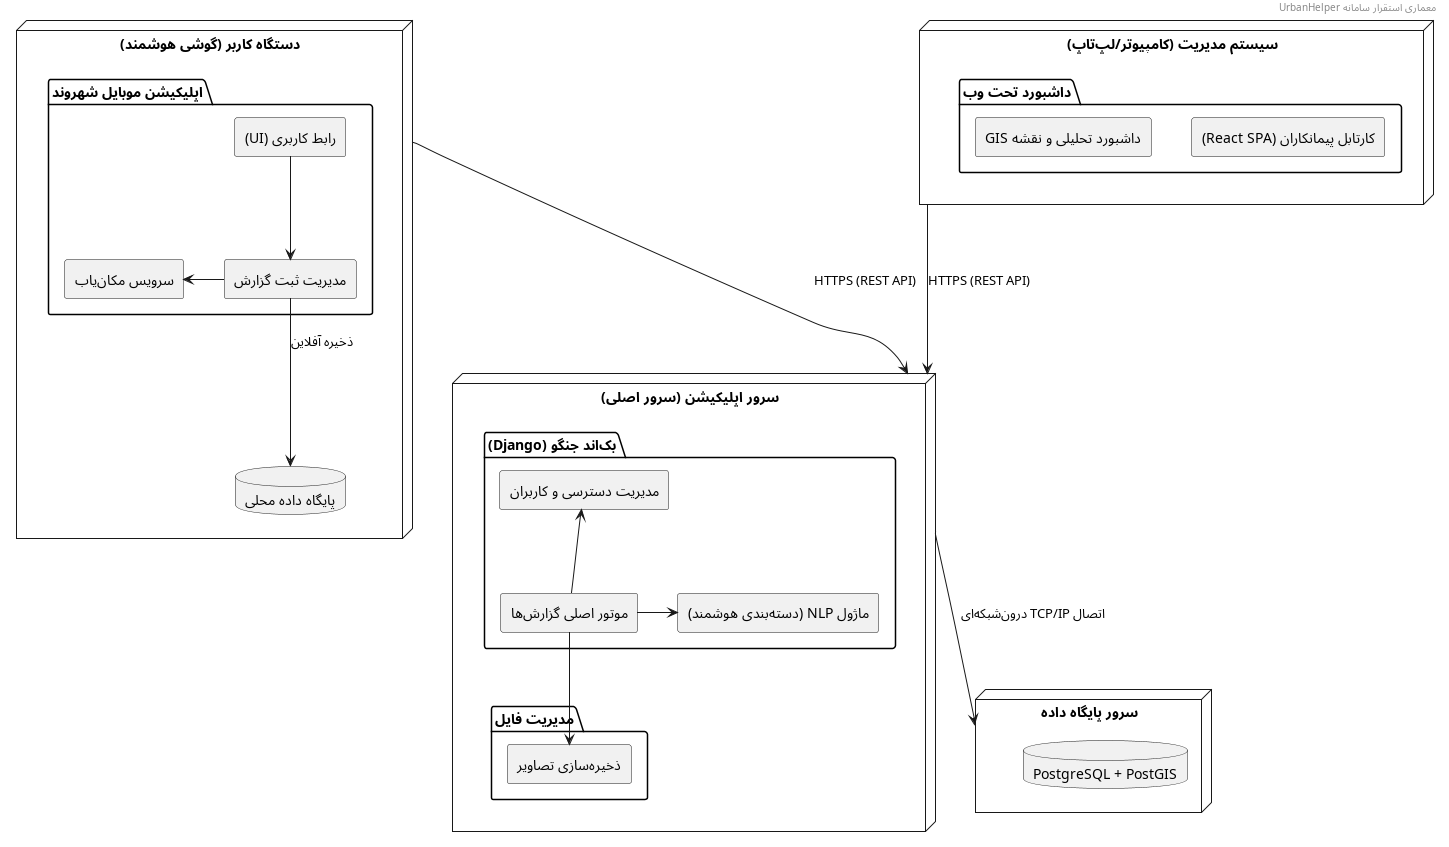 معماری استقرار سامانه UrbanHelper
دستگاه کاربر (گوشی هوشمند)
اپلیکیشن موبایل شهروند
رابط کاربری (UI)
سرویس مکان‌یاب
مدیریت ثبت گزارش
ذخیره آفلاین
پایگاه داده محلی
سیستم مدیریت (کامپیوتر/لپ‌تاپ)
داشبورد تحت وب
داشبورد تحلیلی و نقشه GIS
کارتابل پیمانکاران (React SPA)
HTTPS (REST API)
HTTPS (REST API)
سرور اپلیکیشن (سرور اصلی)
بک‌اند جنگو (Django)
مدیریت دسترسی و کاربران
موتور اصلی گزارش‌ها
ماژول NLP (دسته‌بندی هوشمند)
مدیریت فایل
ذخیره‌سازی تصاویر
اتصال TCP/IP درون‌شبکه‌ای
سرور پایگاه داده
PostgreSQL + PostGIS